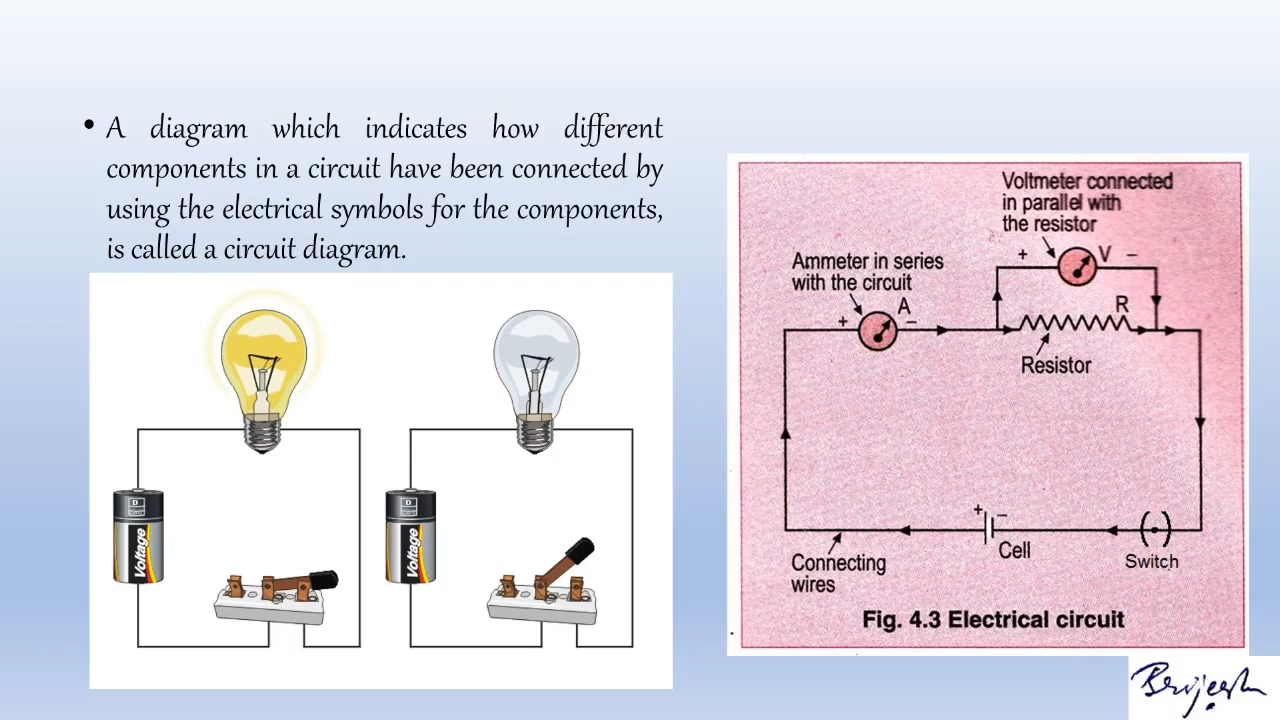 • A diagram which indicates how different
components in a circuit have been connected by
using the electrical symbols for the components,
is called a circuit diagram.
D
Voltage
D
Voltage
Voltmeter connected
in parallel with
the resistor
+ V −
Ammeter in series
with the circuit
A
+ −
R
Resistor
+ −
Cell
Connecting
wires
Switch
Fig. 4.3 Electrical circuit
Brijesh